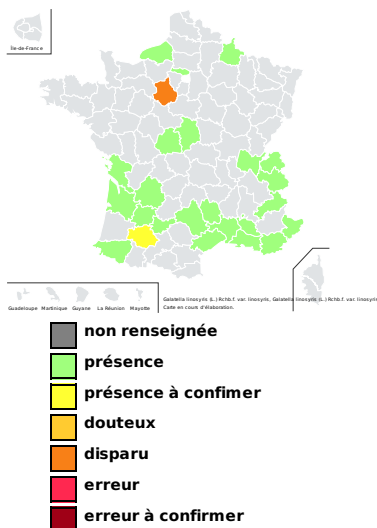 Île-de-France
Guadeloupe Martinique Guyane La Réunion Mayotte
Galatella linosyris (L.) Rchb.f. var. linosyris, Galatella linosyris (L.) Rchb.f. var. linosyris
Carte en cours d'élaboration.
non renseignée
présence
présence à confimer
douteux
disparu
erreur
erreur à confirmer